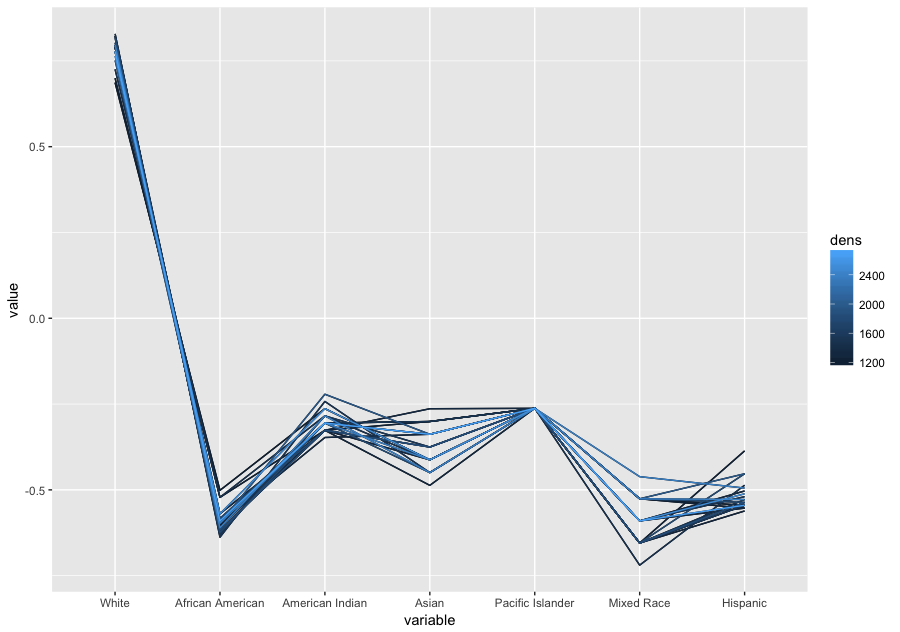 value
0.5
0.0
-0.5
White African American American Indian Asian Pacific Islander Mixed Race Hispanic
variable
dens
2400
2000
1600
1200